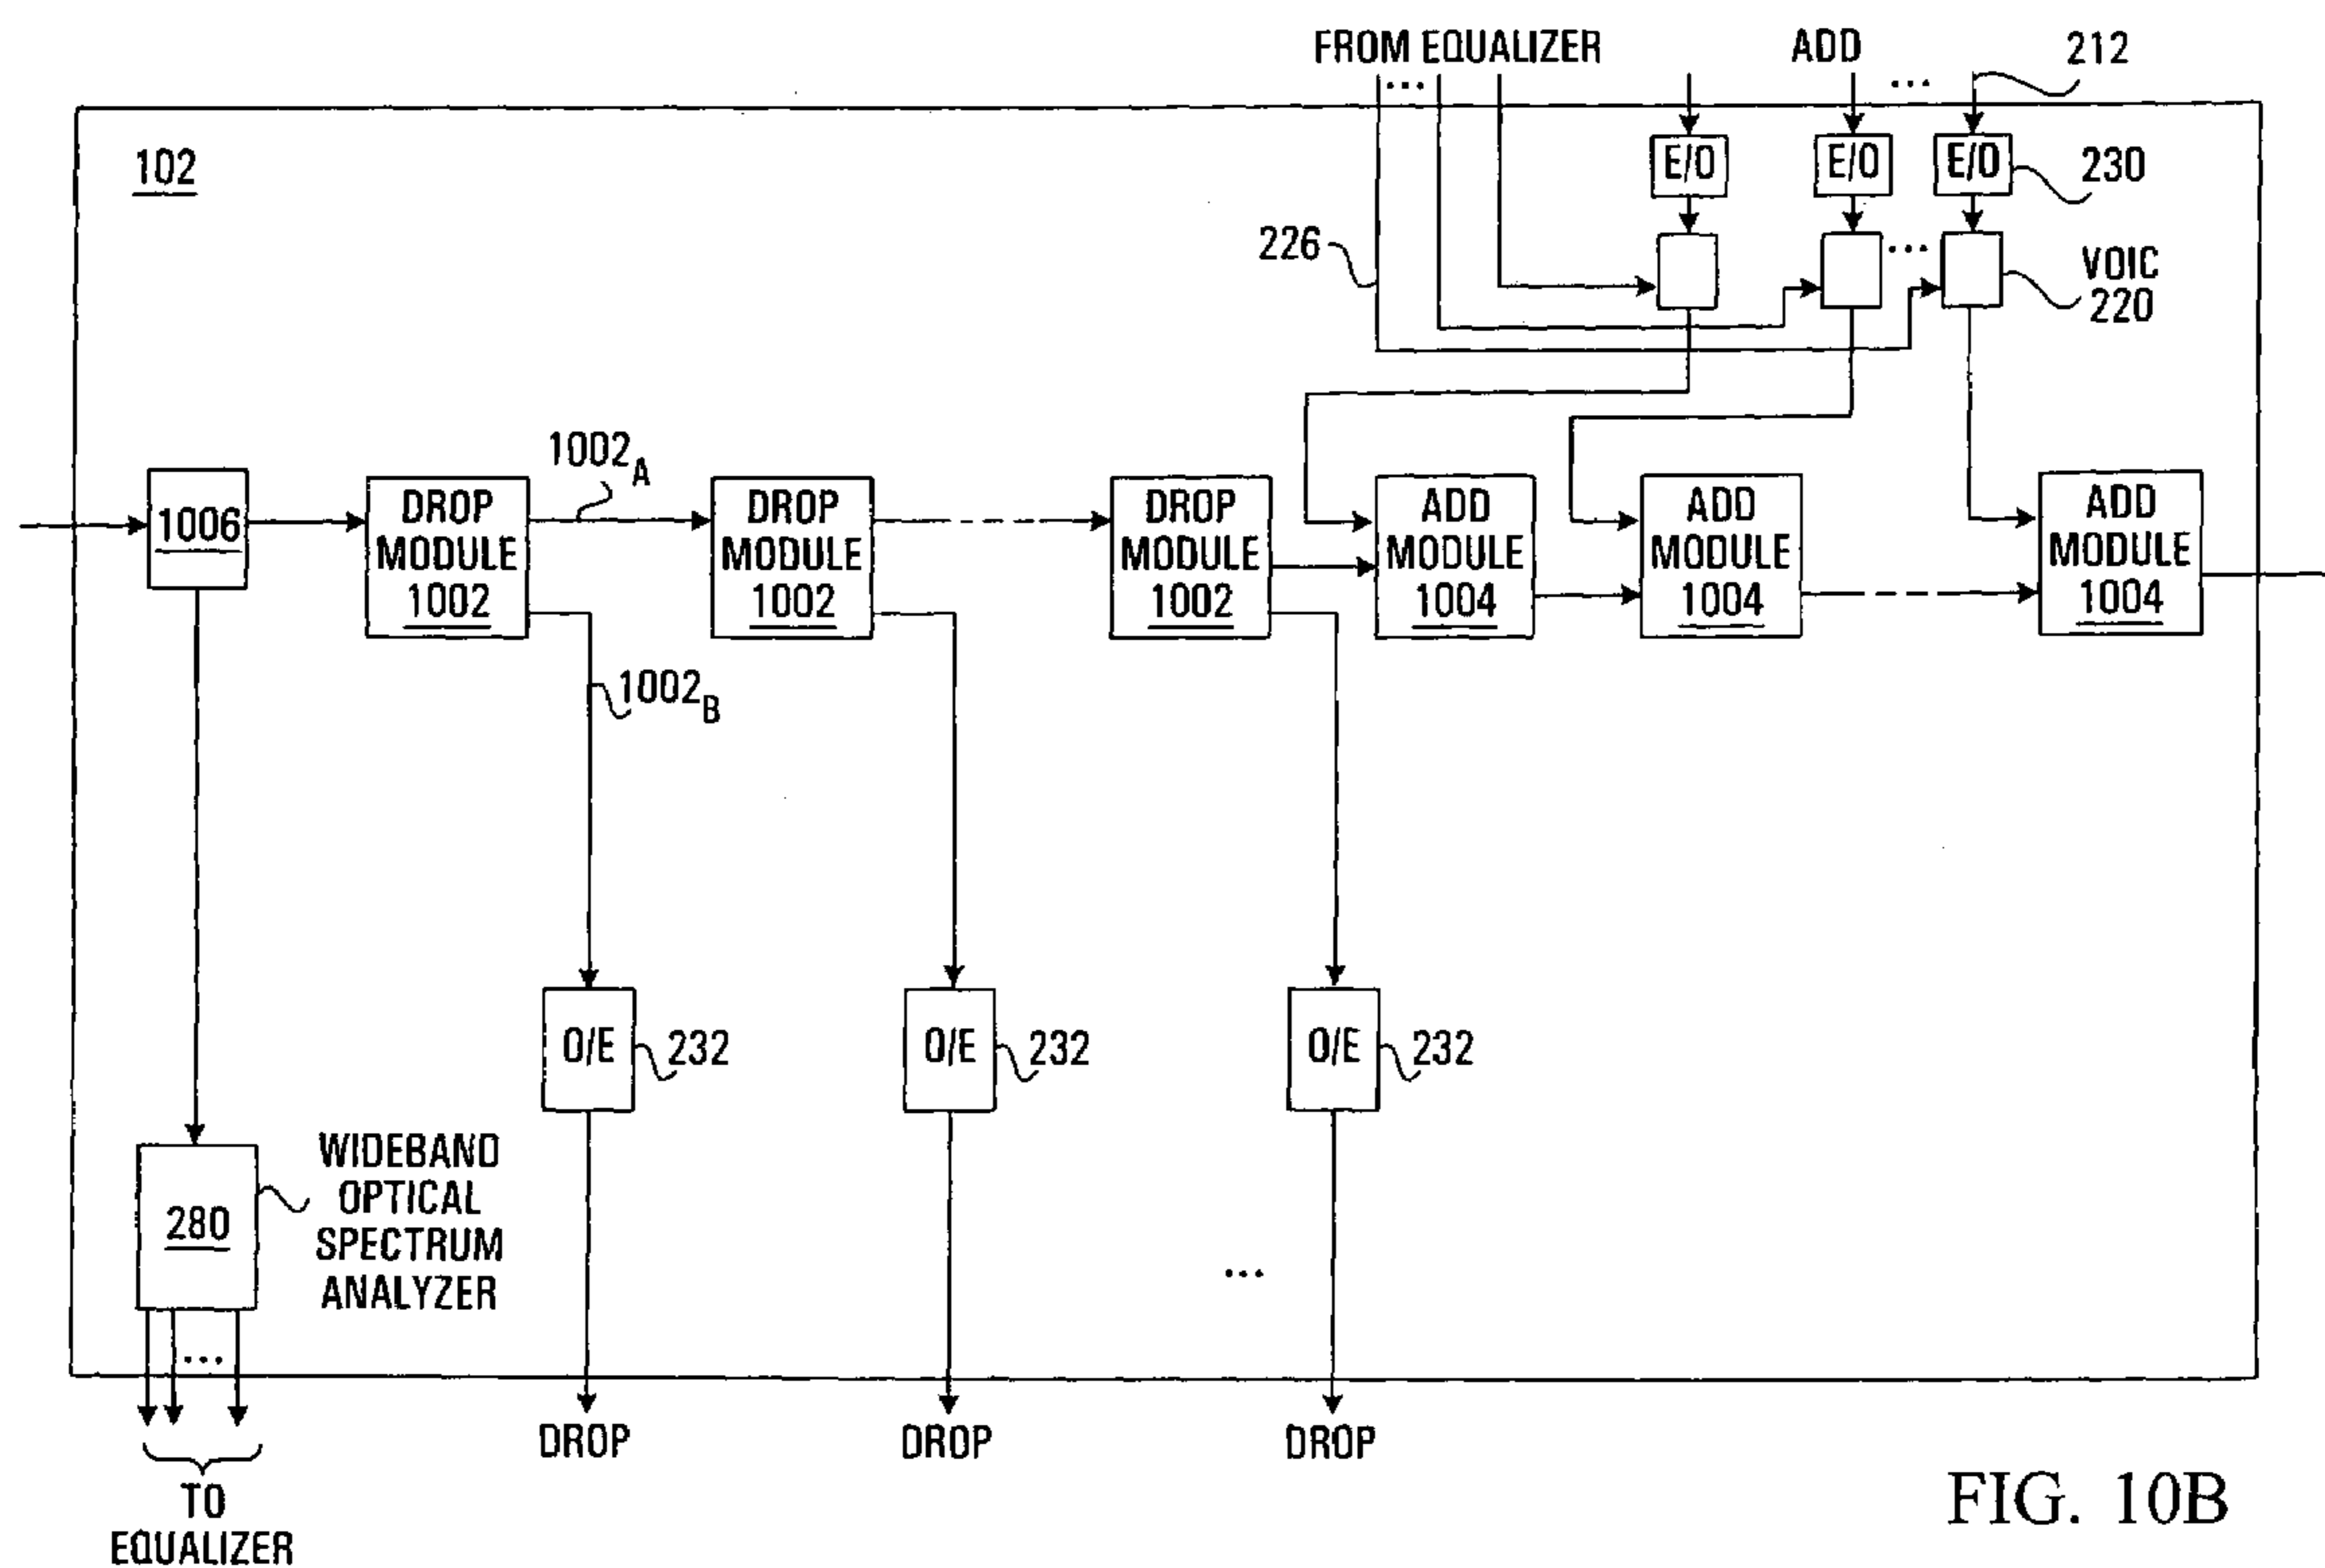 FROM EQUALIZER
ADD
212
...
...
102
E/O
E/O
E/O
230
226
...
VOIC
220
1002A
1006
DROP
MODULE
1002
DROP
MODULE
1002
DROP
MODULE
1002
ADD
MODULE
1004
ADD
MODULE
1004
ADD
MODULE
1004
1002B
O/E
232
O/E
232
O/E
232
280
WIDEBAND
OPTICAL
SPECTRUM
ANALYZER
...
...
DROP
DROP
DROP
TO
EQUALIZER
FIG. 10B